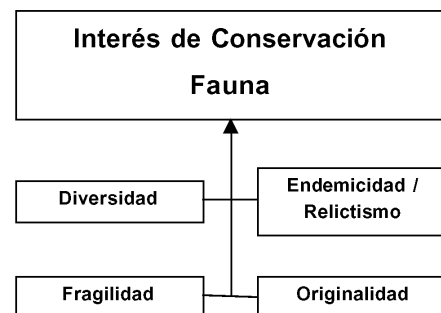 Interés de Conservación
Fauna
Diversidad
Endemicidad /
Relictismo
Fragilidad
Originalidad